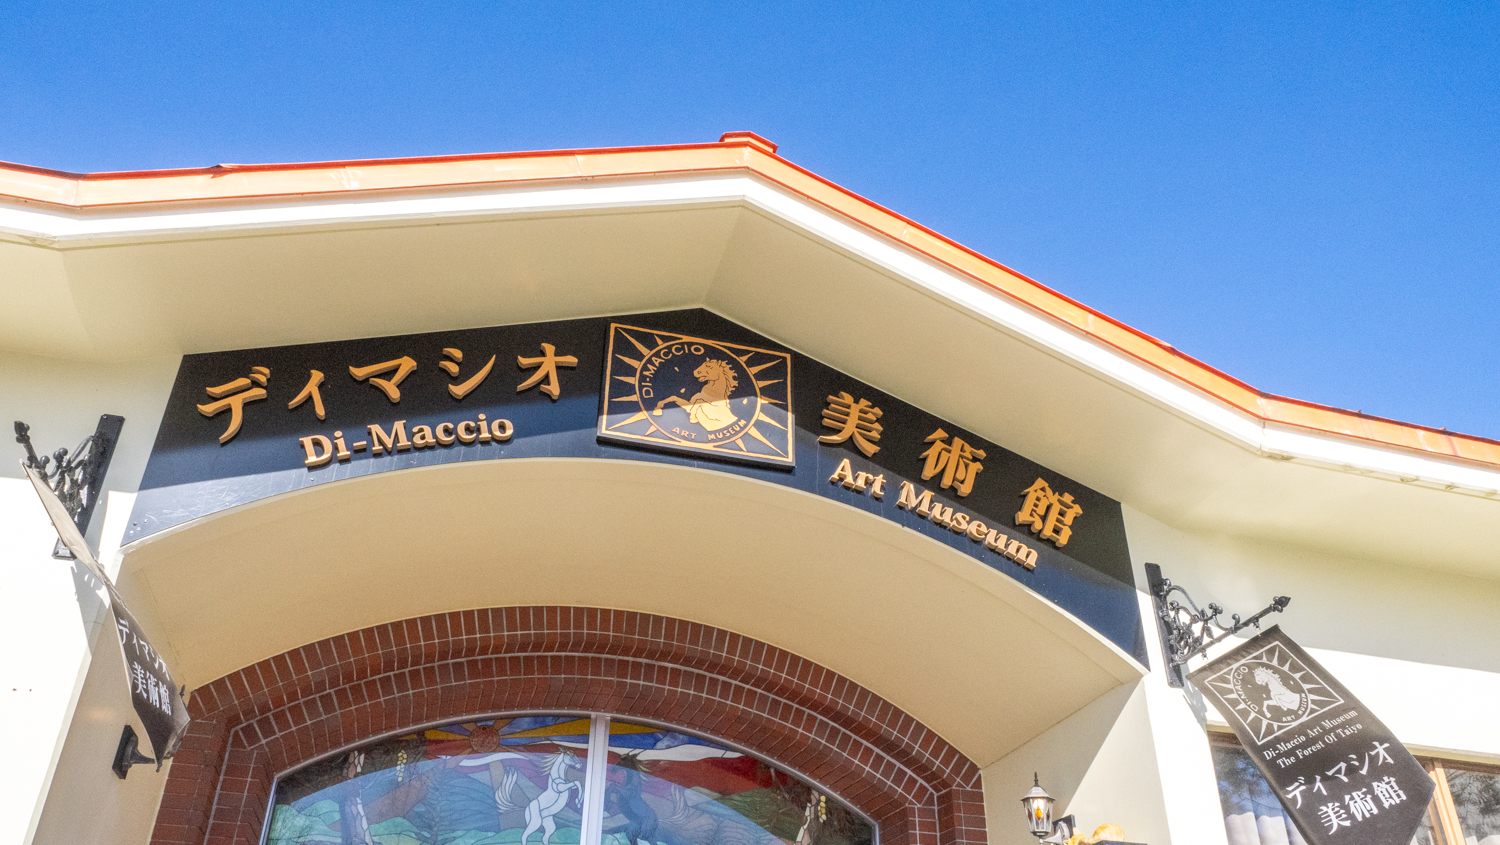 ディマシオ
Di-Maccio
DI-MACCIO
ART MUSEUM
美術館
Art Museum
ディマシオ
美術館
DI-MACCIO
ART MUSEUM
Di-Maccio Art Museum
The Forest Of Taiyo
ディマシオ
美術館